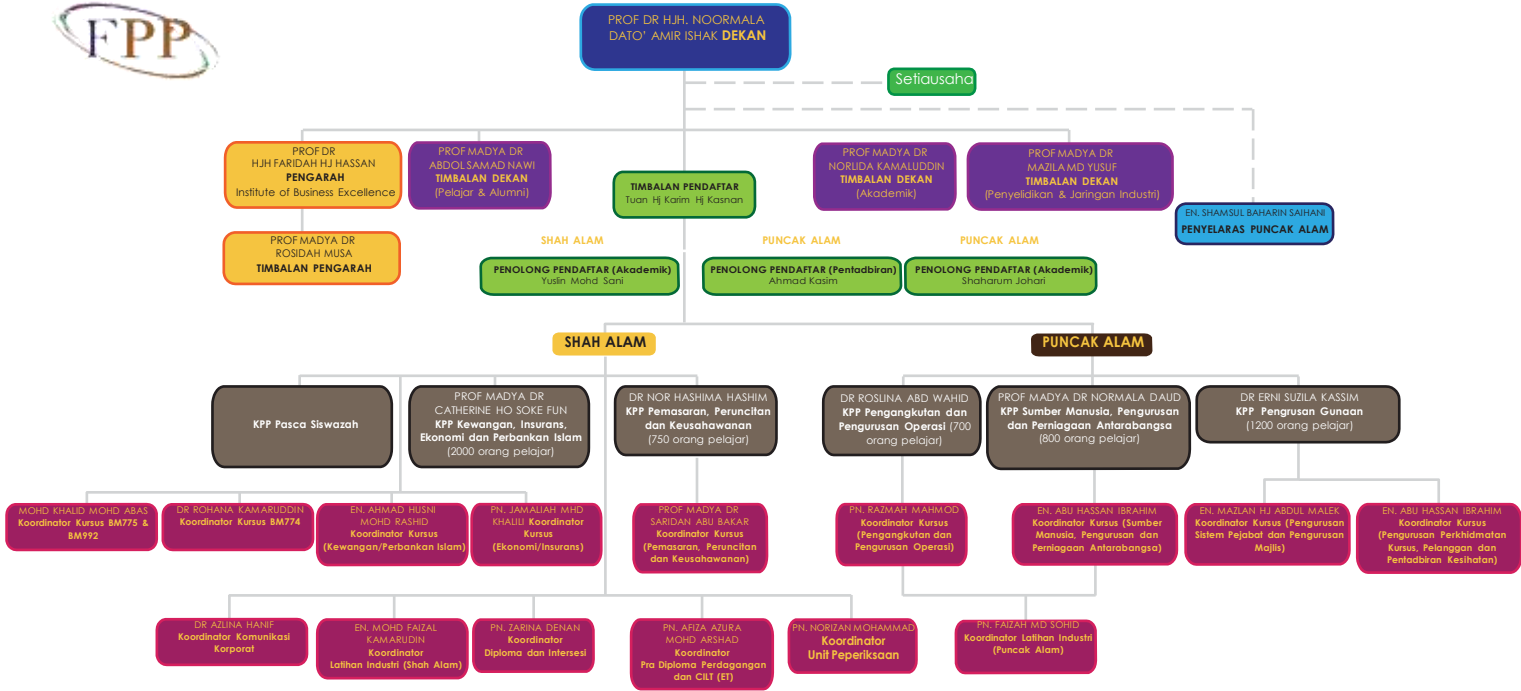 FPP
PROF DR HJH. NOORMALA
DATO' AMIR ISHAK DEKAN
Setiausaha
PROF DR
HJH FARIDAH HJ HASSAN
PENGARAH
Institute of Business Excellence
PROF MADYA DR
ABDOL SAMAD NAWI
TIMBALAN DEKAN
(Pelajar & Alumni)
TIMBALAN PENDAFTAR
Tuan Hj Karim Hj Kasnan
PROF MADYA DR
NORLIDA KAMALUDDIN
TIMBALAN DEKAN
(Akademik)
PROF MADYA DR
MAZILA MD YUSUF
TIMBALAN DEKAN
(Penyelidikan & Jaringan Industri)
EN. SHAMSUL BAHARIN SAIHANI
PENYELARAS PUNCAK ALAM
PROF MADYA DR
ROSIDAH MUSA
TIMBALAN PENGARAH
SHAH ALAM
PUNCAK ALAM
PUNCAK ALAM
PENOLONG PENDAFTAR (Akademik)
Yuslin Mohd Sani
PENOLONG PENDAFTAR (Pentadbiran)
Ahmad Kasim
PENOLONG PENDAFTAR (Akademik)
Shaharum Johari
SHAH ALAM
PUNCAK ALAM
KPP Pasca Siswazah
PROF MADYA DR
CATHERINE HO SOKE FUN
KPP Kewangan, Insurans,
Ekonomi dan Perbankan Islam
(2000 orang pelajar)
DR NOR HASHIMA HASHIM
KPP Pemasaran, Peruncitan
dan Keusahawanan
(750 orang pelajar)
DR ROSLINA ABD WAHID
KPP Pengangkutan dan
Pengurusan Operasi (700
orang pelajar)
PROF MADYA DR NORMALA DAUD
KPP Sumber Manusia, Pengurusan
dan Perniagaan Antarabangsa
(800 orang pelajar)
DR ERNI SUZILA KASSIM
KPP Pengrusan Gunaan
(1200 orang pelajar)
MOHD KHALID MOHD ABAS
Koordinator Kursus BM775 &
BM992
DR ROHANA KAMARUDDIN
Koordinator Kursus BM774
EN. AHMAD HUSNI
MOHD RASHID
Koordinator Kursus
(Kewangan/Perbankan Islam)
PN. JAMALIAH MHD
KHALILI Koordinator
Kursus
(Ekonomi/Insurans)
PROF MADYA DR
SARIDAN ABU BAKAR
Koordinator Kursus
(Pemasaran, Peruncitan
dan Keusahawanan)
PN. RAZMAH MAHMOD
Koordinator Kursus
(Pengangkutan dan
Pengurusan Operasi)
EN. ABU HASSAN IBRAHIM
Koordinator Kursus (Sumber
Manusia, Pengurusan dan
Perniagaan Antarabangsa)
EN. MAZLAN HJ ABDUL MALEK
Koordinator Kursus (Pengurusan
Sistem Pejabat dan Pengurusan
Majlis)
EN. ABU HASSAN IBRAHIM
Koordinator Kursus
(Pengurusan Perkhidmatan
Kursus, Pelanggan dan
Pentadbiran Kesihatan)
DR AZLINA HANIF
Koordinator Komunikasi
Korporat
EN. MOHD FAIZAL
KAMARUDIN
Koordinator
Latihan Industri (Shah Alam)
PN. ZARINA DENAN
Koordinator
Diploma dan Intersesi
PN. AFIZA AZURA
MOHD ARSHAD
Koordinator
Pra Diploma Perdagangan
dan CILT (ET)
PN. NORIZAN MOHAMMAD
Koordinator
Unit Peperiksaan
PN. FAIZAH MD SOHID
Koordinator Latihan Industri
(Puncak Alam)